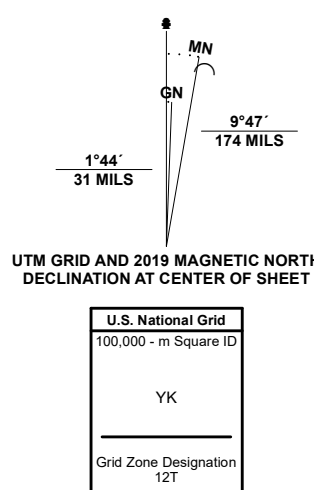 MN
GN
9°47´
174 MILS
1°44´
31 MILS
UTM GRID AND 2019 MAGNETIC NORTH
DECLINATION AT CENTER OF SHEET
U.S. National Grid
100,000 - m Square ID
YK
Grid Zone Designation
12T